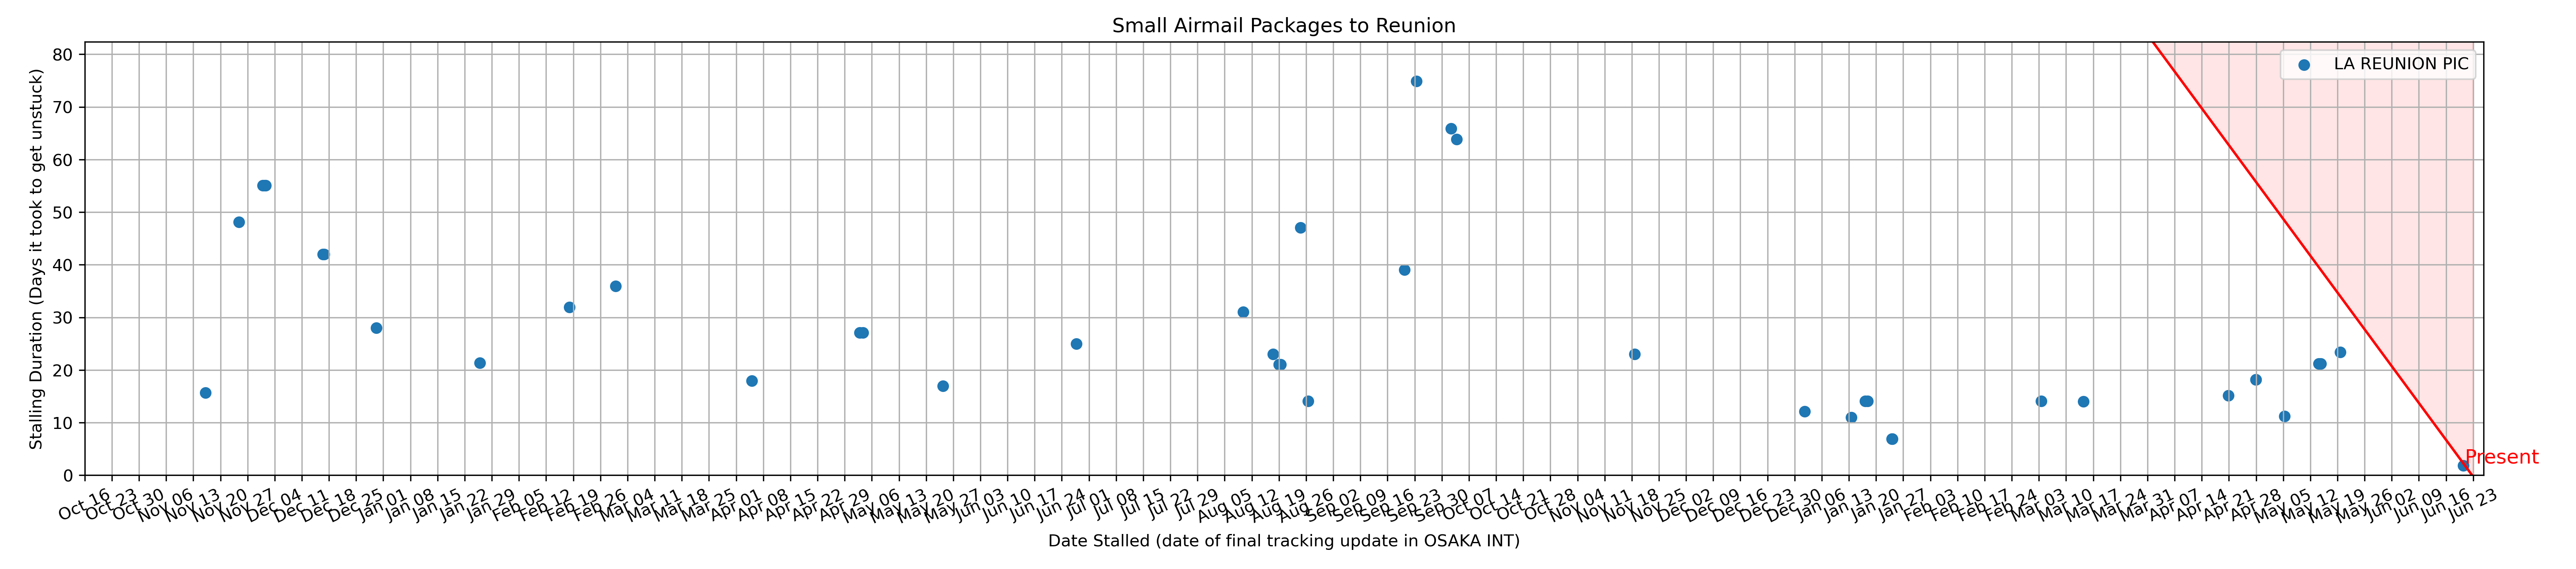 Small Airmail Packages to Reunion
LA REUNION PIC
Stalling Duration (Days it took to get unstuck)
80
70
60
50
40
30
20
10
0
Present
Oct 16
Oct 23
Oct 30
Nov 06
Nov 13
Nov 20
Nov 27
Dec 04
Dec 11
Dec 18
Dec 25
Jan 01
Jan 08
Jan 15
Jan 22
Jan 29
Feb 05
Feb 12
Feb 19
Feb 26
Mar 04
Mar 11
Mar 18
Mar 25
Apr 01
Apr 08
Apr 15
Apr 22
Apr 29
May 06
May 13
May 20
May 27
Jun 03
Jun 10
Jun 17
Jun 24
Jul 01
Jul 08
Jul 15
Jul 22
Jul 29
Aug 05
Aug 12
Aug 19
Aug 26
Sep 02
Sep 09
Sep 16
Sep 23
Sep 30
Oct 07
Oct 14
Oct 21
Oct 28
Nov 04
Nov 11
Nov 18
Nov 25
Dec 02
Dec 09
Dec 16
Dec 23
Dec 30
Jan 06
Jan 13
Jan 20
Jan 27
Feb 03
Feb 10
Feb 17
Feb 24
Mar 03
Mar 10
Mar 17
Mar 24
Mar 31
Apr 07
Apr 14
Apr 21
Apr 28
May 05
May 12
May 19
May 26
Jun 02
Jun 09
Jun 16
Jun 23
Date Stalled (date of final tracking update in OSAKA INT)